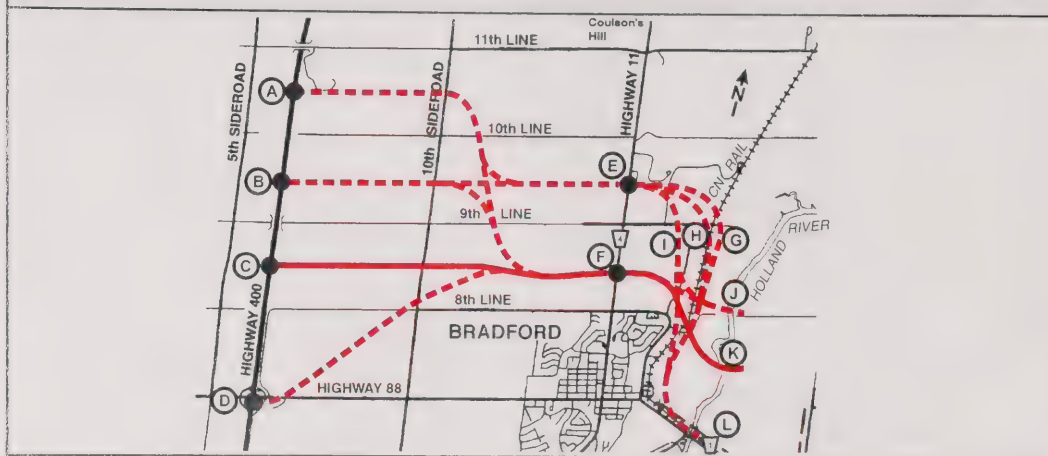 Coulson's
Hill
11th LINE
5th SIDEROAD
10th SIDEROAD
HIGHWAY 11
N
A
10th LINE
CN RAIL
B
E
9th LINE
I
H
G
HOLLAND RIVER
4
C
F
J
HIGHWAY 400
8th LINE
BRADFORD
K
HIGHWAY 88
D
L